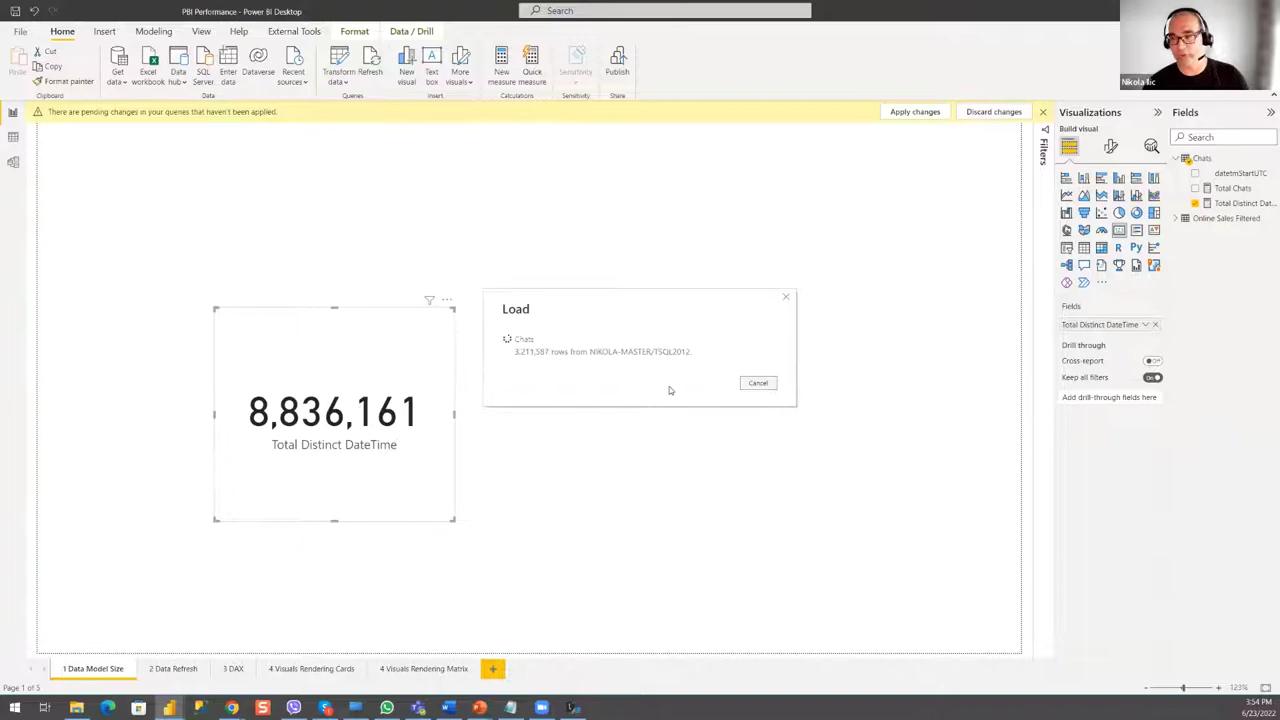 PBI Performance - Power BI Desktop
Search
File
Home
Insert
Modeling
View
Help
External Tools
Format
Data / Drill
Paste
Cut
Copy
Format painter
Get data
Excel workbook
Data hub
SQL Server
Enter data
Dataverse
Recent sources
Transform data
Refresh
New visual
Text box
More visuals
New measure
Quick measure
Sensitivity
Publish
Clipboard
Data
Queries
Insert
Calculations
Sensitivity
Share
Nikola Ilic
There are pending changes in your queries that haven't been applied.
Apply changes
Discard changes
Filters
Visualizations
Build visual
R
Py
Fields
Total Distinct DateTime
Drill through
Cross-report
Off
Keep all filters
On
Add drill-through fields here
Fields
Search
Chats
datetmStartUTC
Total Chats
Total Distinct Dat...
Online Sales Filtered
8,836,161
Total Distinct DateTime
Load
Chats
3,211,587 rows from NIKOLA-MASTER/TSQL2012.
Cancel
1 Data Model Size
2 Data Refresh
3 DAX
4 Visuals Rendering Cards
4 Visuals Rendering Matrix
Page 1 of 5
123%
3:54 PM
6/23/2022